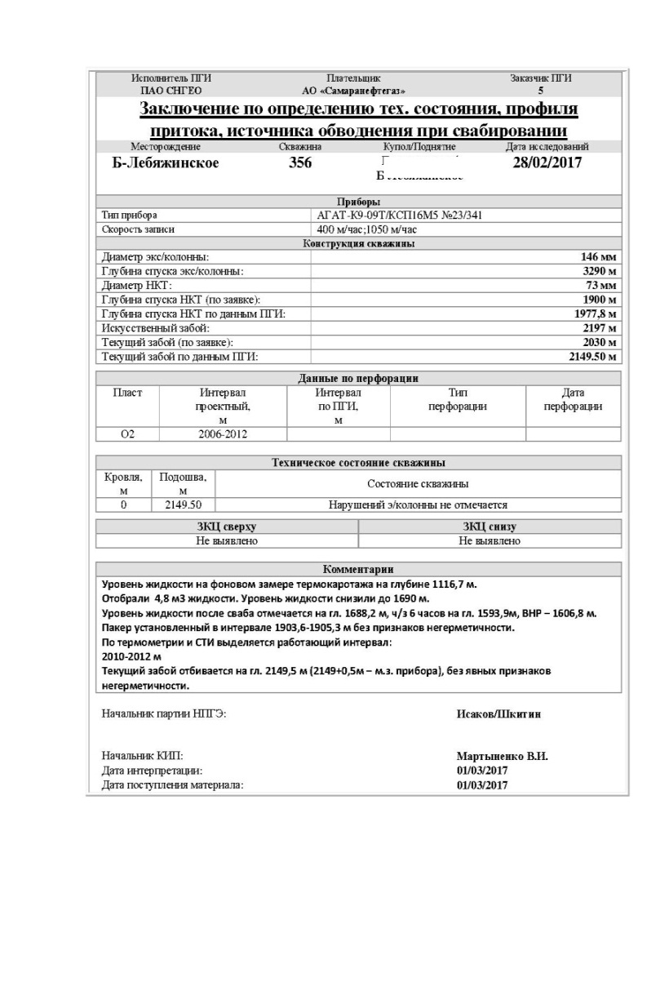 Исполнитель ПГИ Плательщик Заказчик ПГИ
ПАО СНГЕО АО «Самаранефтегаз» 5
Заключение по определению тех. состояния, профиля
притока, источника обводнения при свабировании
Месторождение Скважина Купол/Поднятие Дата исследований
Б-Лебяжинское 356 28/02/2017
Приборы
Тип прибора АГАТ-К9-09Т/КСП16М5 №23/341
Скорость записи 400 м/час;1050 м/час
Конструкция скважины
Диаметр экс/колонны: 146 мм
Глубина спуска экс/колонны: 3290 м
Диаметр НКТ: 73 мм
Глубина спуска НКТ (по заявке): 1900 м
Глубина спуска НКТ по данным ПГИ: 1977,8 м
Искусственный забой: 2197 м
Текущий забой (по заявке): 2030 м
Текущий забой по данным ПГИ: 2149.50 м
Данные по перфорации
Пласт Интервал Интервал Тип Дата
проектный, по ПГИ, перфорации перфорации
м м
О2 2006-2012
Техническое состояние скважины
Кровля, Подошва, Состояние скважины
м м
0 2149.50 Нарушений э/колонны не отмечается
ЗКЦ сверху ЗКЦ снизу
Не выявлено Не выявлено
Комментарии
Уровень жидкости на фоновом замере термокаротажа на глубине 1116,7 м.
Отобрали 4,8 м3 жидкости. Уровень жидкости снизили до 1690 м.
Уровень жидкости после сваба отмечается на гл. 1688,2 м, ч/з 6 часов на гл. 1593,9м, ВНР – 1606,8 м.
Пакер установленный в интервале 1903,6-1905,3 м без признаков негерметичности.
По термометрии и СТИ выделяется работающий интервал:
2010-2012 м
Текущий забой отбивается на гл. 2149,5 м (2149+0,5м – м.з. прибора), без явных признаков
негерметичности.
Начальник партии НПГЭ: Исаков/Шкитин
Начальник КИП: Мартыненко В.И.
Дата интерпретации: 01/03/2017
Дата поступления материала: 01/03/2017